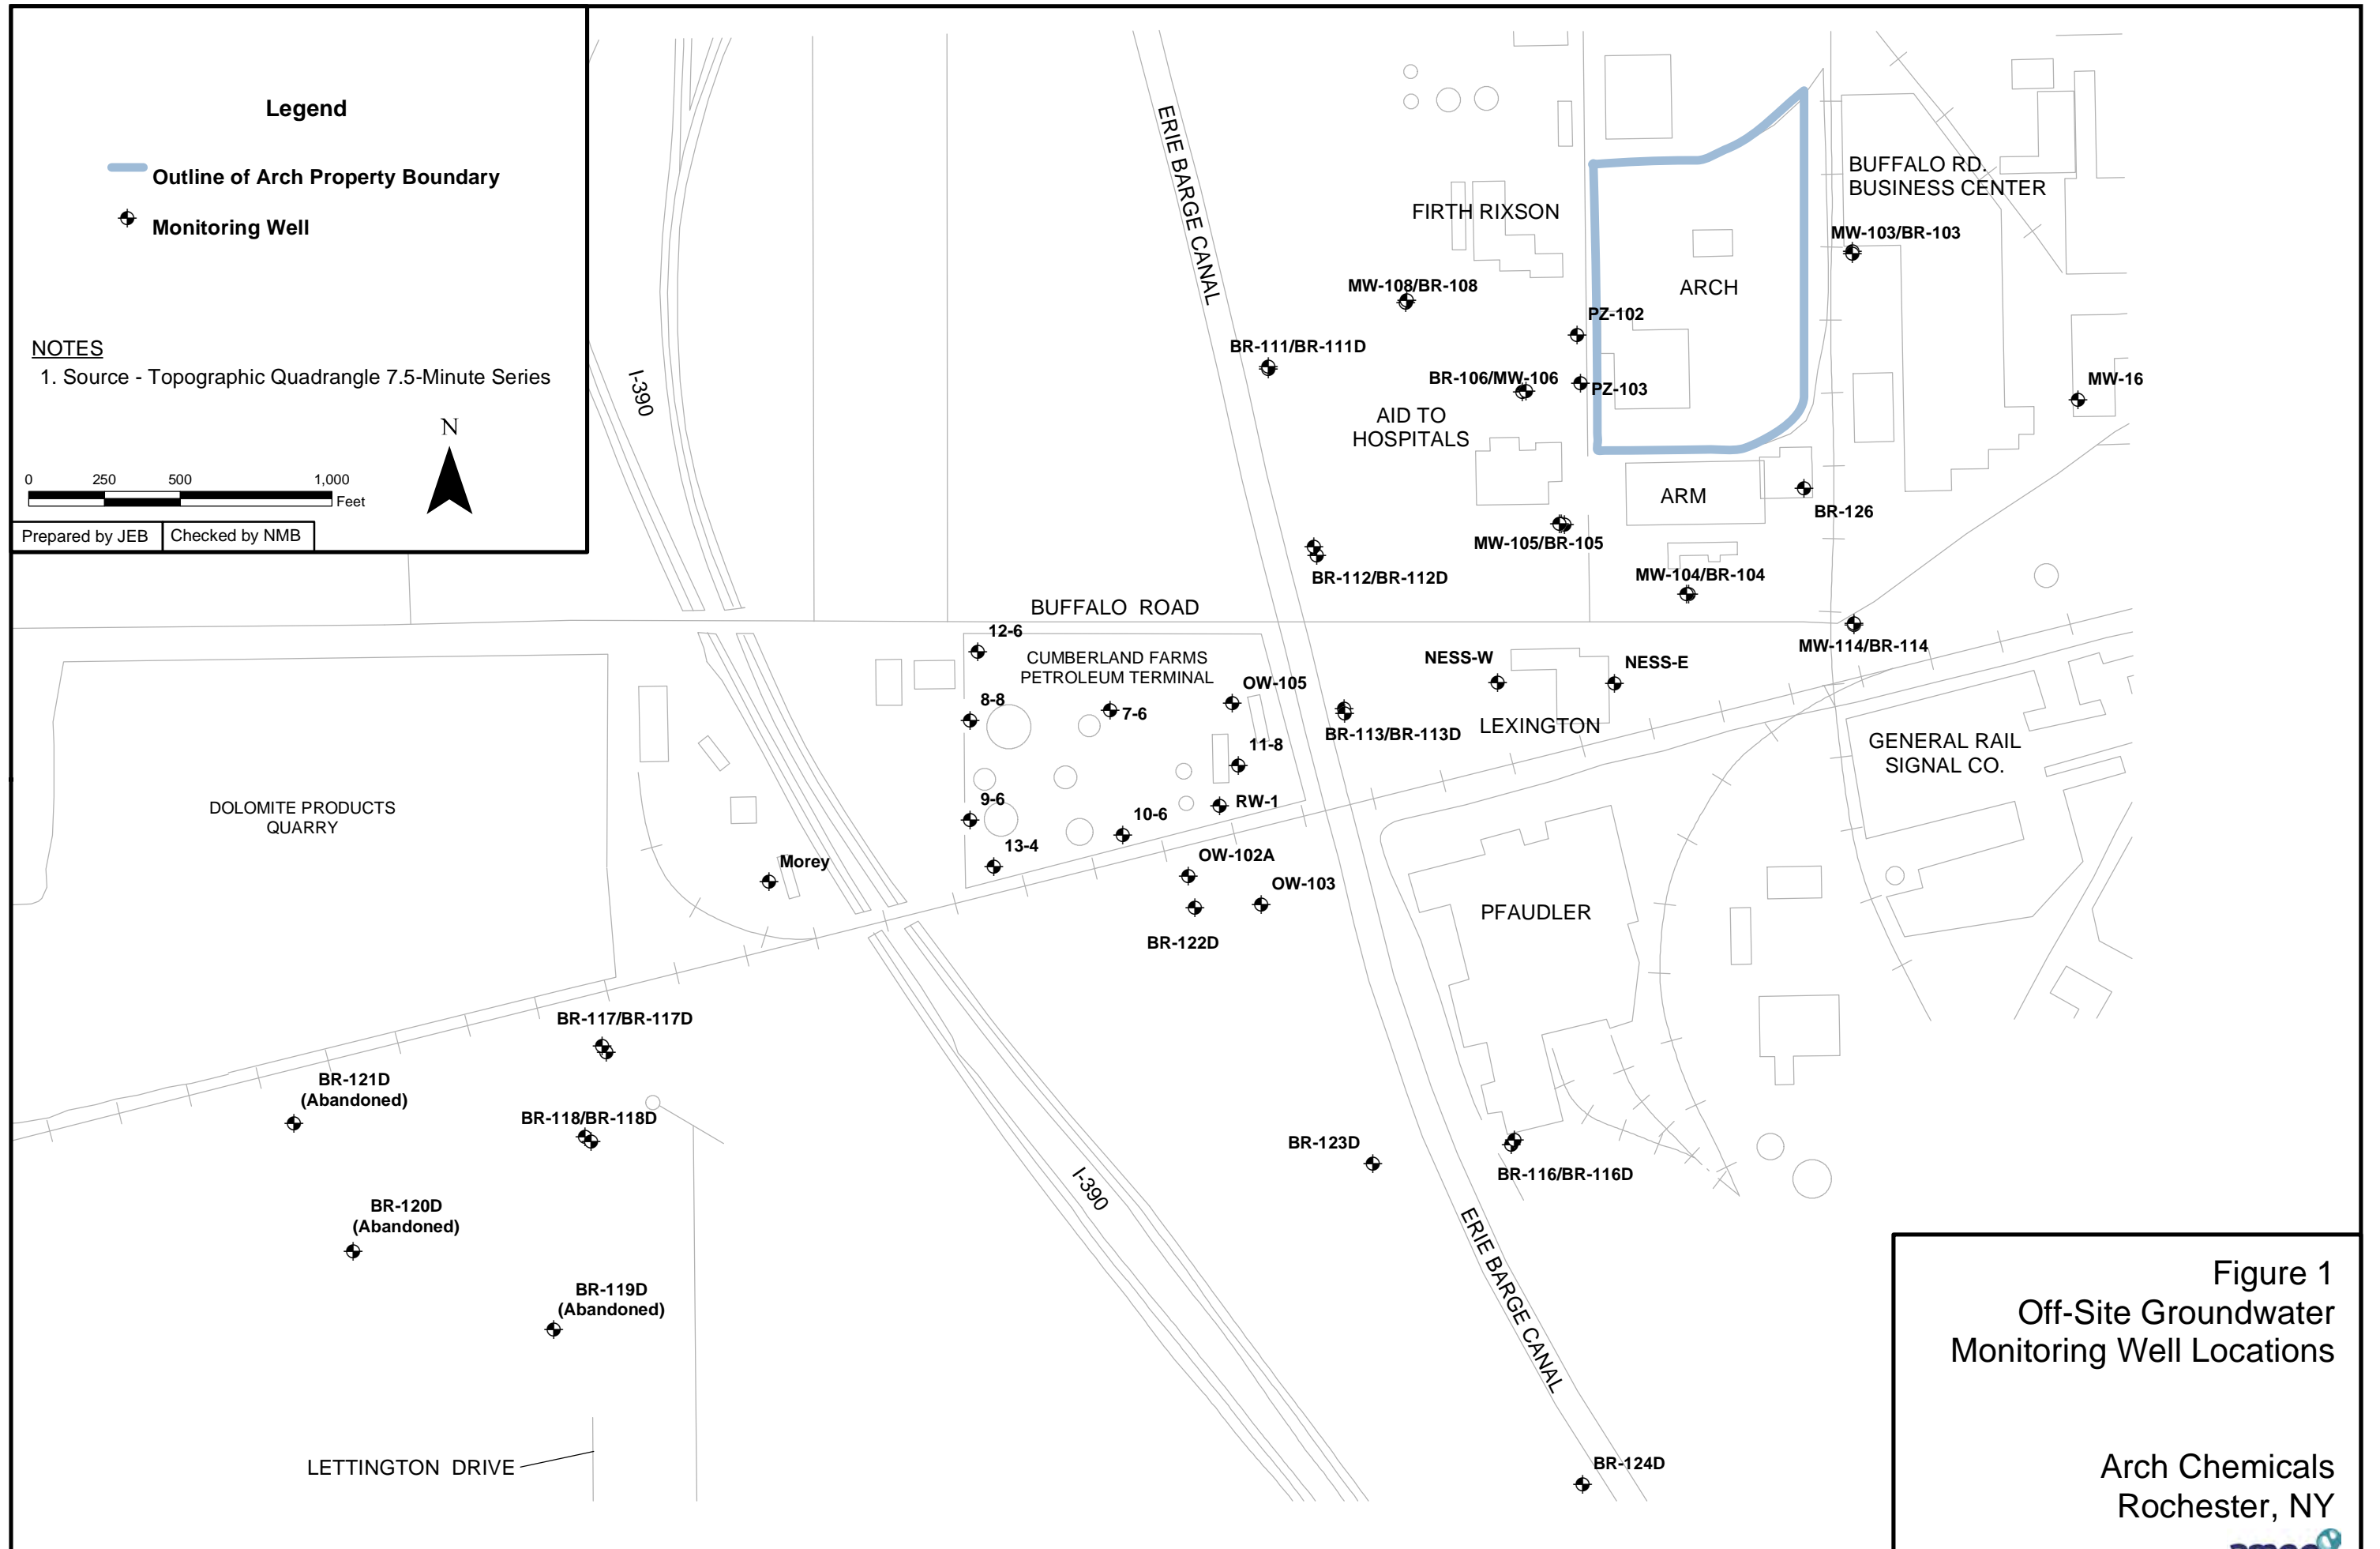 Legend
Outline of Arch Property Boundary
Monitoring Well
NOTES
1. Source - Topographic Quadrangle 7.5-Minute Series
N
0 250 500 1,000
Feet
Prepared by JEB Checked by NMB
I-390
ERIE BARGE CANAL
FIRTH RIXSON
BUFFALO RD.
BUSINESS CENTER
MW-103/BR-103
ARCH
MW-108/BR-108
PZ-102
BR-111/BR-111D
BR-106/MW-106
PZ-103
MW-16
AID TO
HOSPITALS
ARM
BR-126
MW-105/BR-105
BR-112/BR-112D
MW-104/BR-104
BUFFALO ROAD
12-6
CUMBERLAND FARMS
PETROLEUM TERMINAL
MW-114/BR-114
NESS-W
NESS-E
OW-105
8-8
7-6
BR-113/BR-113D
LEXINGTON
11-8
GENERAL RAIL
SIGNAL CO.
DOLOMITE PRODUCTS
QUARRY
9-6
RW-1
10-6
13-4
Morey
OW-102A
OW-103
PFAUDLER
BR-122D
BR-117/BR-117D
BR-121D
(Abandoned)
BR-118/BR-118D
BR-123D
BR-116/BR-116D
I-390
BR-120D
(Abandoned)
ERIE BARGE CANAL
BR-119D
(Abandoned)
LETTINGTON DRIVE
BR-124D
Figure 1
Off-Site Groundwater
Monitoring Well Locations
Arch Chemicals
Rochester, NY